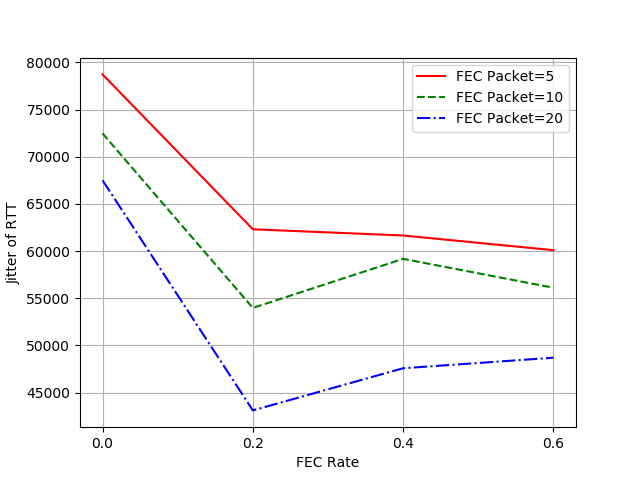 80000
75000
70000
65000
60000
55000
50000
45000
Jitter of RTT
FEC Packet=5
FEC Packet=10
FEC Packet=20
0.0 0.2 0.4 0.6
FEC Rate